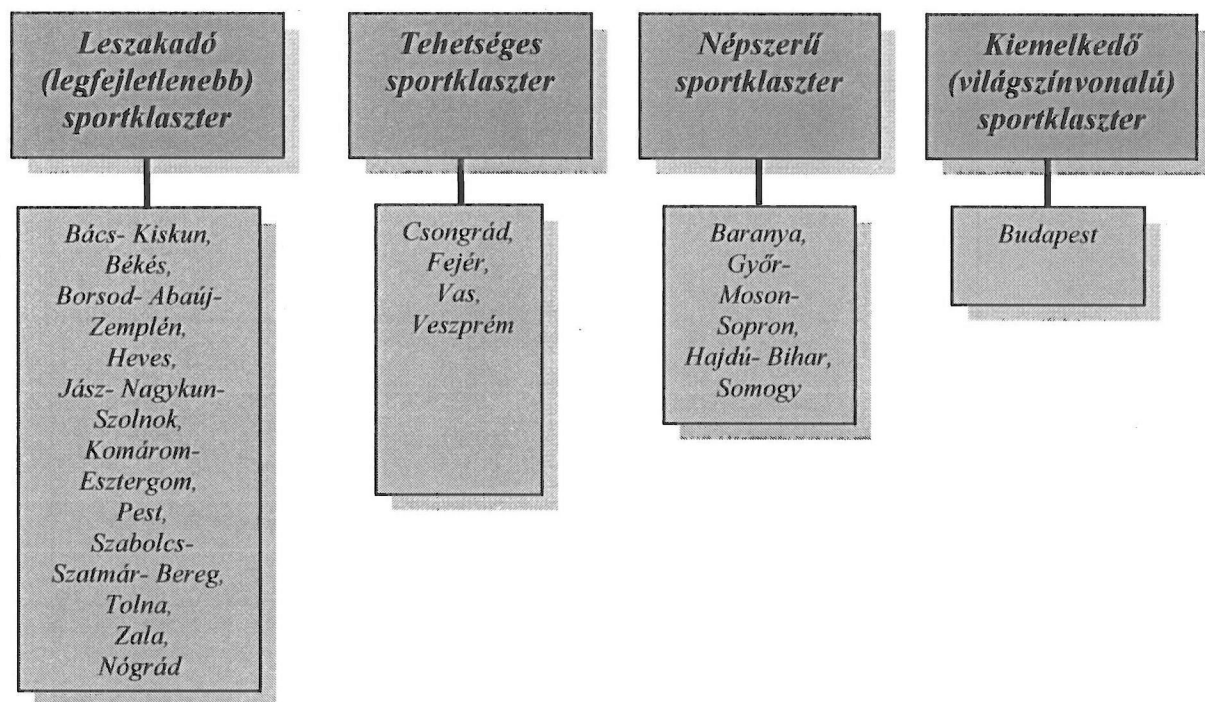 Leszakadó
(legfejletlenebb)
sportklaszter
Bács- Kiskun,
Békés,
Borsod- Abaúj-
Zemplén,
Heves,
Jász- Nagykun-
Szolnok,
Komárom-
Esztergom,
Pest,
Szabolcs-
Szatmár- Bereg,
Tolna,
Zala,
Nógrád
Tehetséges
sportklaszter
Csongrád,
Fejér,
Vas,
Veszprém
Népszerű
sportklaszter
Baranya,
Győr-
Moson-
Sopron,
Hajdú- Bihar,
Somogy
Kiemelkedő
(világszínvonalú)
sportklaszter
Budapest